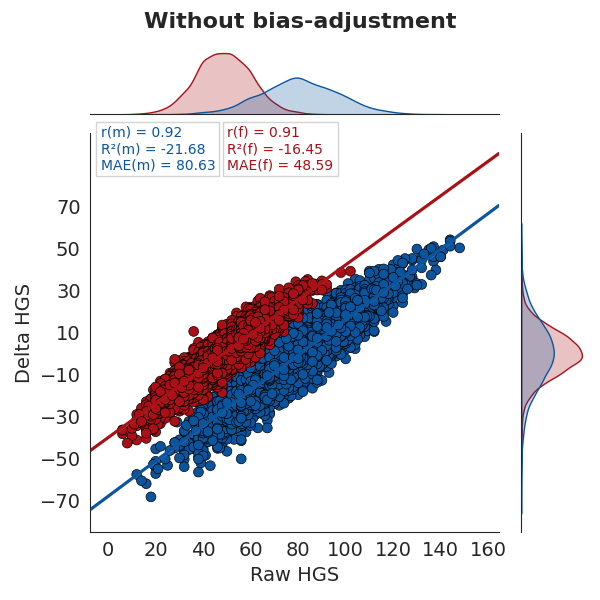 Without bias-adjustment
r(m) = 0.92
R²(m) = -21.68
MAE(m) = 80.63
r(f) = 0.91
R²(f) = -16.45
MAE(f) = 48.59
Delta HGS
70
50
30
10
−10
−30
−50
−70
0 20 40 60 80 100 120 140 160
Raw HGS